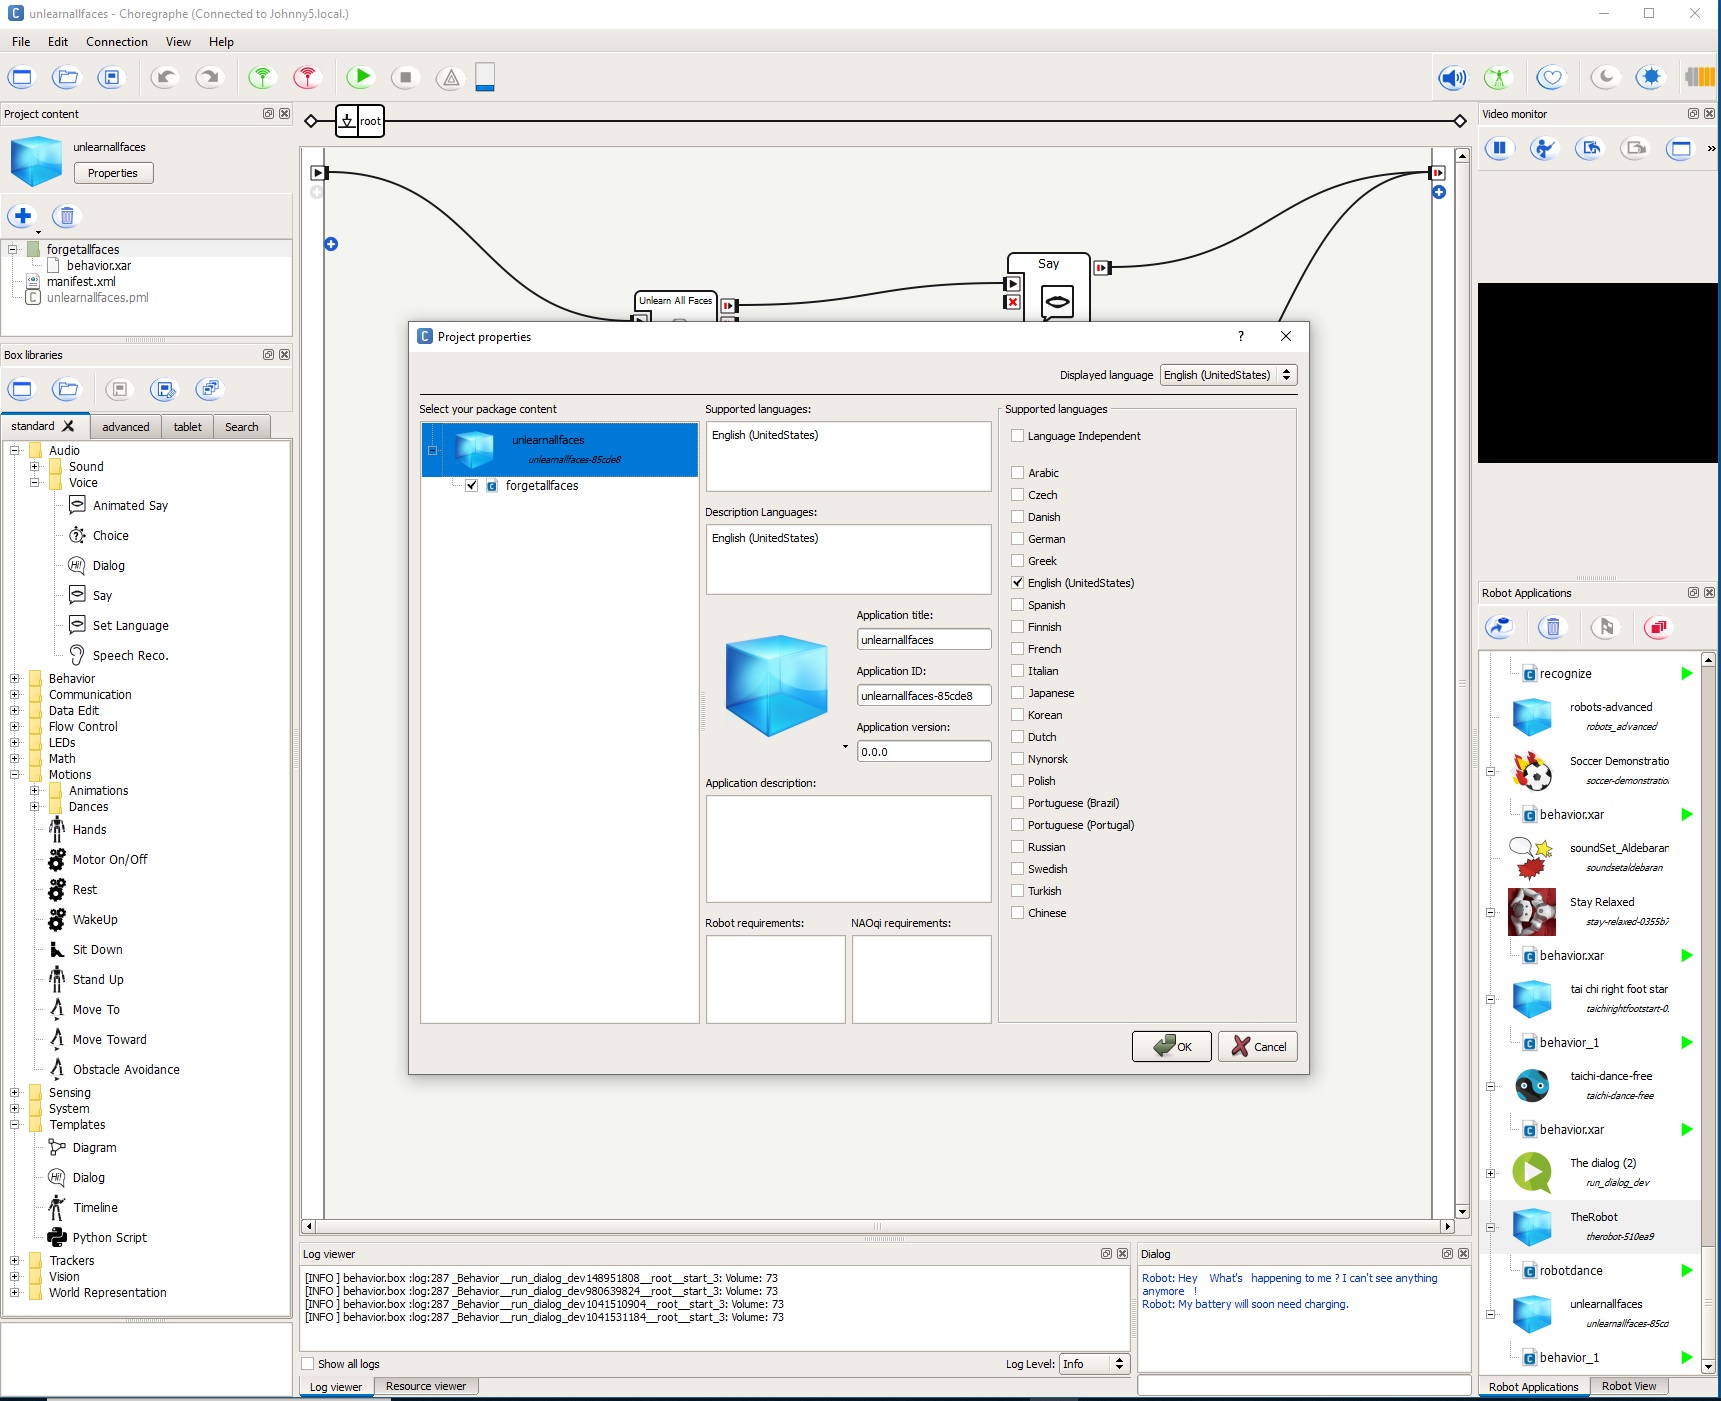 unlearnallfaces - Choregraphe (Connected to Johnny5.local.)
File Edit Connection View Help
Project content
unlearnallfaces
Properties
forgetallfaces
behavior.xar
manifest.xml
unlearnallfaces.pml
Box libraries
standard advanced tablet Search
Audio
Sound
Voice
Animated Say
Choice
Dialog
Say
Set Language
Speech Reco.
Behavior
Communication
Data Edit
Flow Control
LEDs
Math
Motions
Animations
Dances
Hands
Motor On/Off
Rest
WakeUp
Sit Down
Stand Up
Move To
Move Toward
Obstacle Avoidance
Sensing
System
Templates
Diagram
Dialog
Timeline
Python Script
Trackers
Vision
World Representation
root
Unlearn All Faces
Say
Project properties
Displayed language English (UnitedStates)
Select your package content
unlearnallfaces
unlearnallfaces-85cde8
forgetallfaces
Supported languages:
English (UnitedStates)
Description Languages:
English (UnitedStates)
Application title:
unlearnallfaces
Application ID:
unlearnallfaces-85cde8
Application version:
0.0.0
Application description:
Robot requirements:
NAOqi requirements:
Supported languages
Language Independent
Arabic
Czech
Danish
German
Greek
English (UnitedStates)
Spanish
Finnish
French
Italian
Japanese
Korean
Dutch
Nynorsk
Polish
Portuguese (Brazil)
Portuguese (Portugal)
Russian
Swedish
Turkish
Chinese
OK Cancel
Log viewer
[INFO ] behavior.box :log:287 _Behavior__run_dialog_dev148951808__root__start_3: Volume: 73
[INFO ] behavior.box :log:287 _Behavior__run_dialog_dev980639824__root__start_3: Volume: 73
[INFO ] behavior.box :log:287 _Behavior__run_dialog_dev1041510904__root__start_3: Volume: 73
[INFO ] behavior.box :log:287 _Behavior__run_dialog_dev1041531184__root__start_3: Volume: 73
Show all logs
Log Level: Info
Log viewer Resource viewer
Dialog
Robot: Hey What's happening to me ? I can't see anything
anymore !
Robot: My battery will soon need charging.
Video monitor
Robot Applications
recognize
robots-advanced
robots_advanced
Soccer Demonstratio
soccer-demonstratio
behavior.xar
soundSet_Aldebaran
soundsetaldebaran
Stay Relaxed
stay-relaxed-0355b7
behavior.xar
tai chi right foot star
taichirightfootstart-0.
behavior_1
taichi-dance-free
taichi-dance-free
behavior.xar
The dialog (2)
run_dialog_dev
TheRobot
therobot-510ea9
robotdance
unlearnallfaces
unlearnallfaces-85cd
behavior_1
Robot Applications Robot View